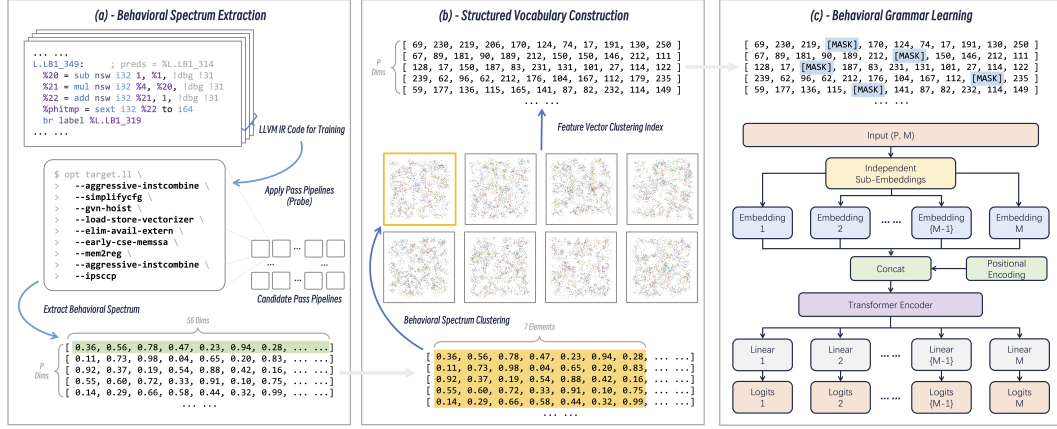 (a) - Behavioral Spectrum Extraction
... ...
L.LB1_349:     ; preds = %L.LB1_314
%20 = sub nsw i32 1, %1, !dbg !31
%21 = mul nsw i32 %4, %20, !dbg !31
%22 = add nsw i32 %21, 1, !dbg !31
%phitmp = sext i32 %22 to i64
br label %L.LB1_319
... ...
LLVM IR Code for Training
$ opt target.ll \
> --aggressive-instcombine \
> --simplifycfg \
> --gvn-hoist \
> --load-store-vectorizer \
> --elim-avail-extern \
> --early-cse-memssa \
> --mem2reg \
> --aggressive-instcombine \
> --ipsccp
Apply Pass Pipelines
(Probe)
...
... ...
...
Candidate Pass Pipelines
Extract Behavioral Spectrum
56 Dims
P
Dims
[ 0.36, 0.56, 0.78, 0.47, 0.23, 0.94, 0.28, ... ...]
[ 0.11, 0.73, 0.98, 0.04, 0.65, 0.20, 0.83, ... ...]
[ 0.92, 0.37, 0.19, 0.54, 0.88, 0.42, 0.16, ... ...]
[ 0.55, 0.60, 0.72, 0.33, 0.91, 0.10, 0.75, ... ...]
[ 0.14, 0.29, 0.66, 0.58, 0.44, 0.32, 0.99, ... ...]
... ...
(b) - Structured Vocabulary Construction
P
Dims
[ 69, 230, 219, 206, 170, 124, 74, 17, 191, 130, 250 ]
[ 67, 89, 181, 90, 189, 212, 150, 150, 146, 212, 111 ]
[ 128, 17, 150, 187, 83, 231, 131, 101, 27, 114, 122 ]
[ 239, 62, 96, 62, 212, 176, 104, 167, 112, 179, 235 ]
[ 59, 177, 136, 115, 165, 141, 87, 82, 232, 114, 149 ]
... ...
Feature Vector Clustering Index
Behavioral Spectrum Clustering
7 Elements
[ 0.36, 0.56, 0.78, 0.47, 0.23, 0.94, 0.28, ... ...]
[ 0.11, 0.73, 0.98, 0.04, 0.65, 0.20, 0.83, ... ...]
[ 0.92, 0.37, 0.19, 0.54, 0.88, 0.42, 0.16, ... ...]
[ 0.55, 0.60, 0.72, 0.33, 0.91, 0.10, 0.75, ... ...]
[ 0.14, 0.29, 0.66, 0.58, 0.44, 0.32, 0.99, ... ...]
... ...
(c) - Behavioral Grammar Learning
[ 69, 230, 219, [MASK], 170, 124, 74, 17, 191, 130, 250 ]
[ 67, 89, 181, 90, 189, 212, [MASK], 150, 146, 212, 111 ]
[ 128, 17, [MASK], 187, 83, 231, 131, 101, 27, 114, 122 ]
[ 239, 62, 96, 62, 212, 176, 104, 167, 112, [MASK], 235 ]
[ 59, 177, 136, 115, [MASK], 141, 87, 82, 232, 114, 149 ]
... ...
Input (P, M)
Independent
Sub-Embeddings
Embedding
1
Embedding
2
... ...
Embedding
{M-1}
Embedding
M
Concat
Positional
Encoding
Transformer Encoder
Linear
1
Linear
2
... ...
Linear
{M-1}
Linear
M
Logits
1
Logits
2
... ...
Logits
{M-1}
Logits
M